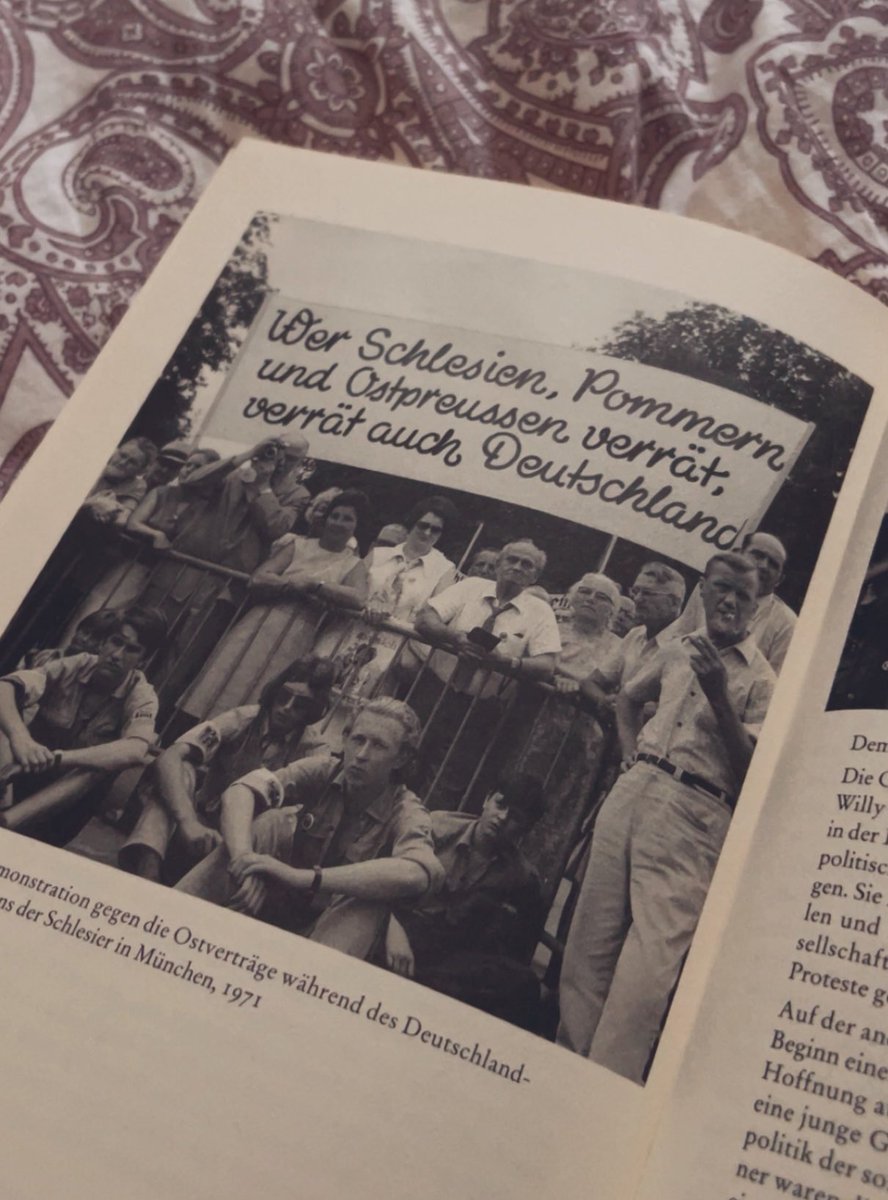 Wer Schlesien, Pommern
und Ostpreussen verrät,
verrät auch Deutschland
monstration gegen die Ostverträge während des Deutschland-
ns der Schlesier in München, 1971
Dem
Die
Willy
in der
politisc
gen. Sie
len und
sellschaft
Proteste g
Auf der an
Beginn eine
Hoffnung a
eine junge G
politik der so
ner waren